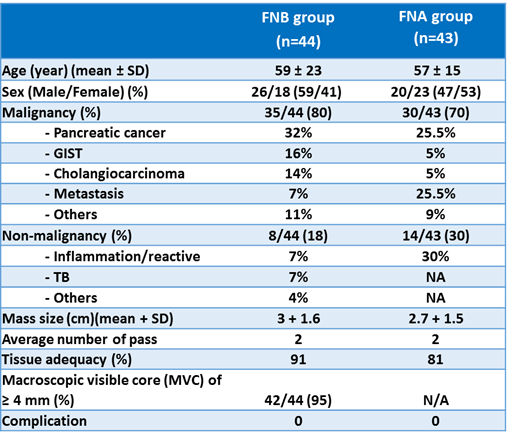 FNB group FNA group
(n=44) (n=43)
Age (year) (mean ± SD) 59 ± 23 57 ± 15
Sex (Male/Female) (%) 26/18 (59/41) 20/23 (47/53)
Malignancy (%) 35/44 (80) 30/43 (70)
- Pancreatic cancer 32% 25.5%
- GIST 16% 5%
- Cholangiocarcinoma 14% 5%
- Metastasis 7% 25.5%
- Others 11% 9%
Non-malignancy (%) 8/44 (18) 14/43 (30)
- Inflammation/reactive 7% 30%
- TB 7% NA
- Others 4% NA
Mass size (cm)(mean + SD) 3 + 1.6 2.7 + 1.5
Average number of pass 2 2
Tissue adequacy (%) 91 81
Macroscopic visible core (MVC) of
≥ 4 mm (%) 42/44 (95) N/A
Complication 0 0